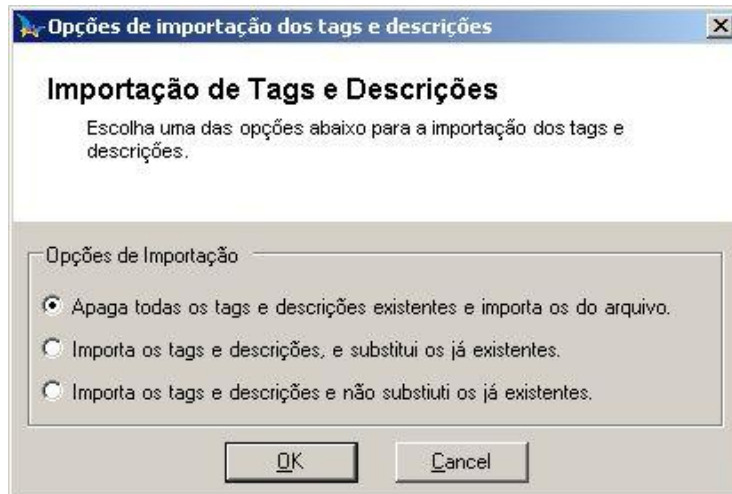 Opções de importação dos tags e descrições
Importação de Tags e Descrições
Escolha uma das opções abaixo para a importação dos tags e
descrições.
Opções de Importação
Apaga todas os tags e descrições existentes e importa os do arquivo.
Importa os tags e descrições, e substitui os já existentes.
Importa os tags e descrições e não substiuti os já existentes.
OK
Cancel